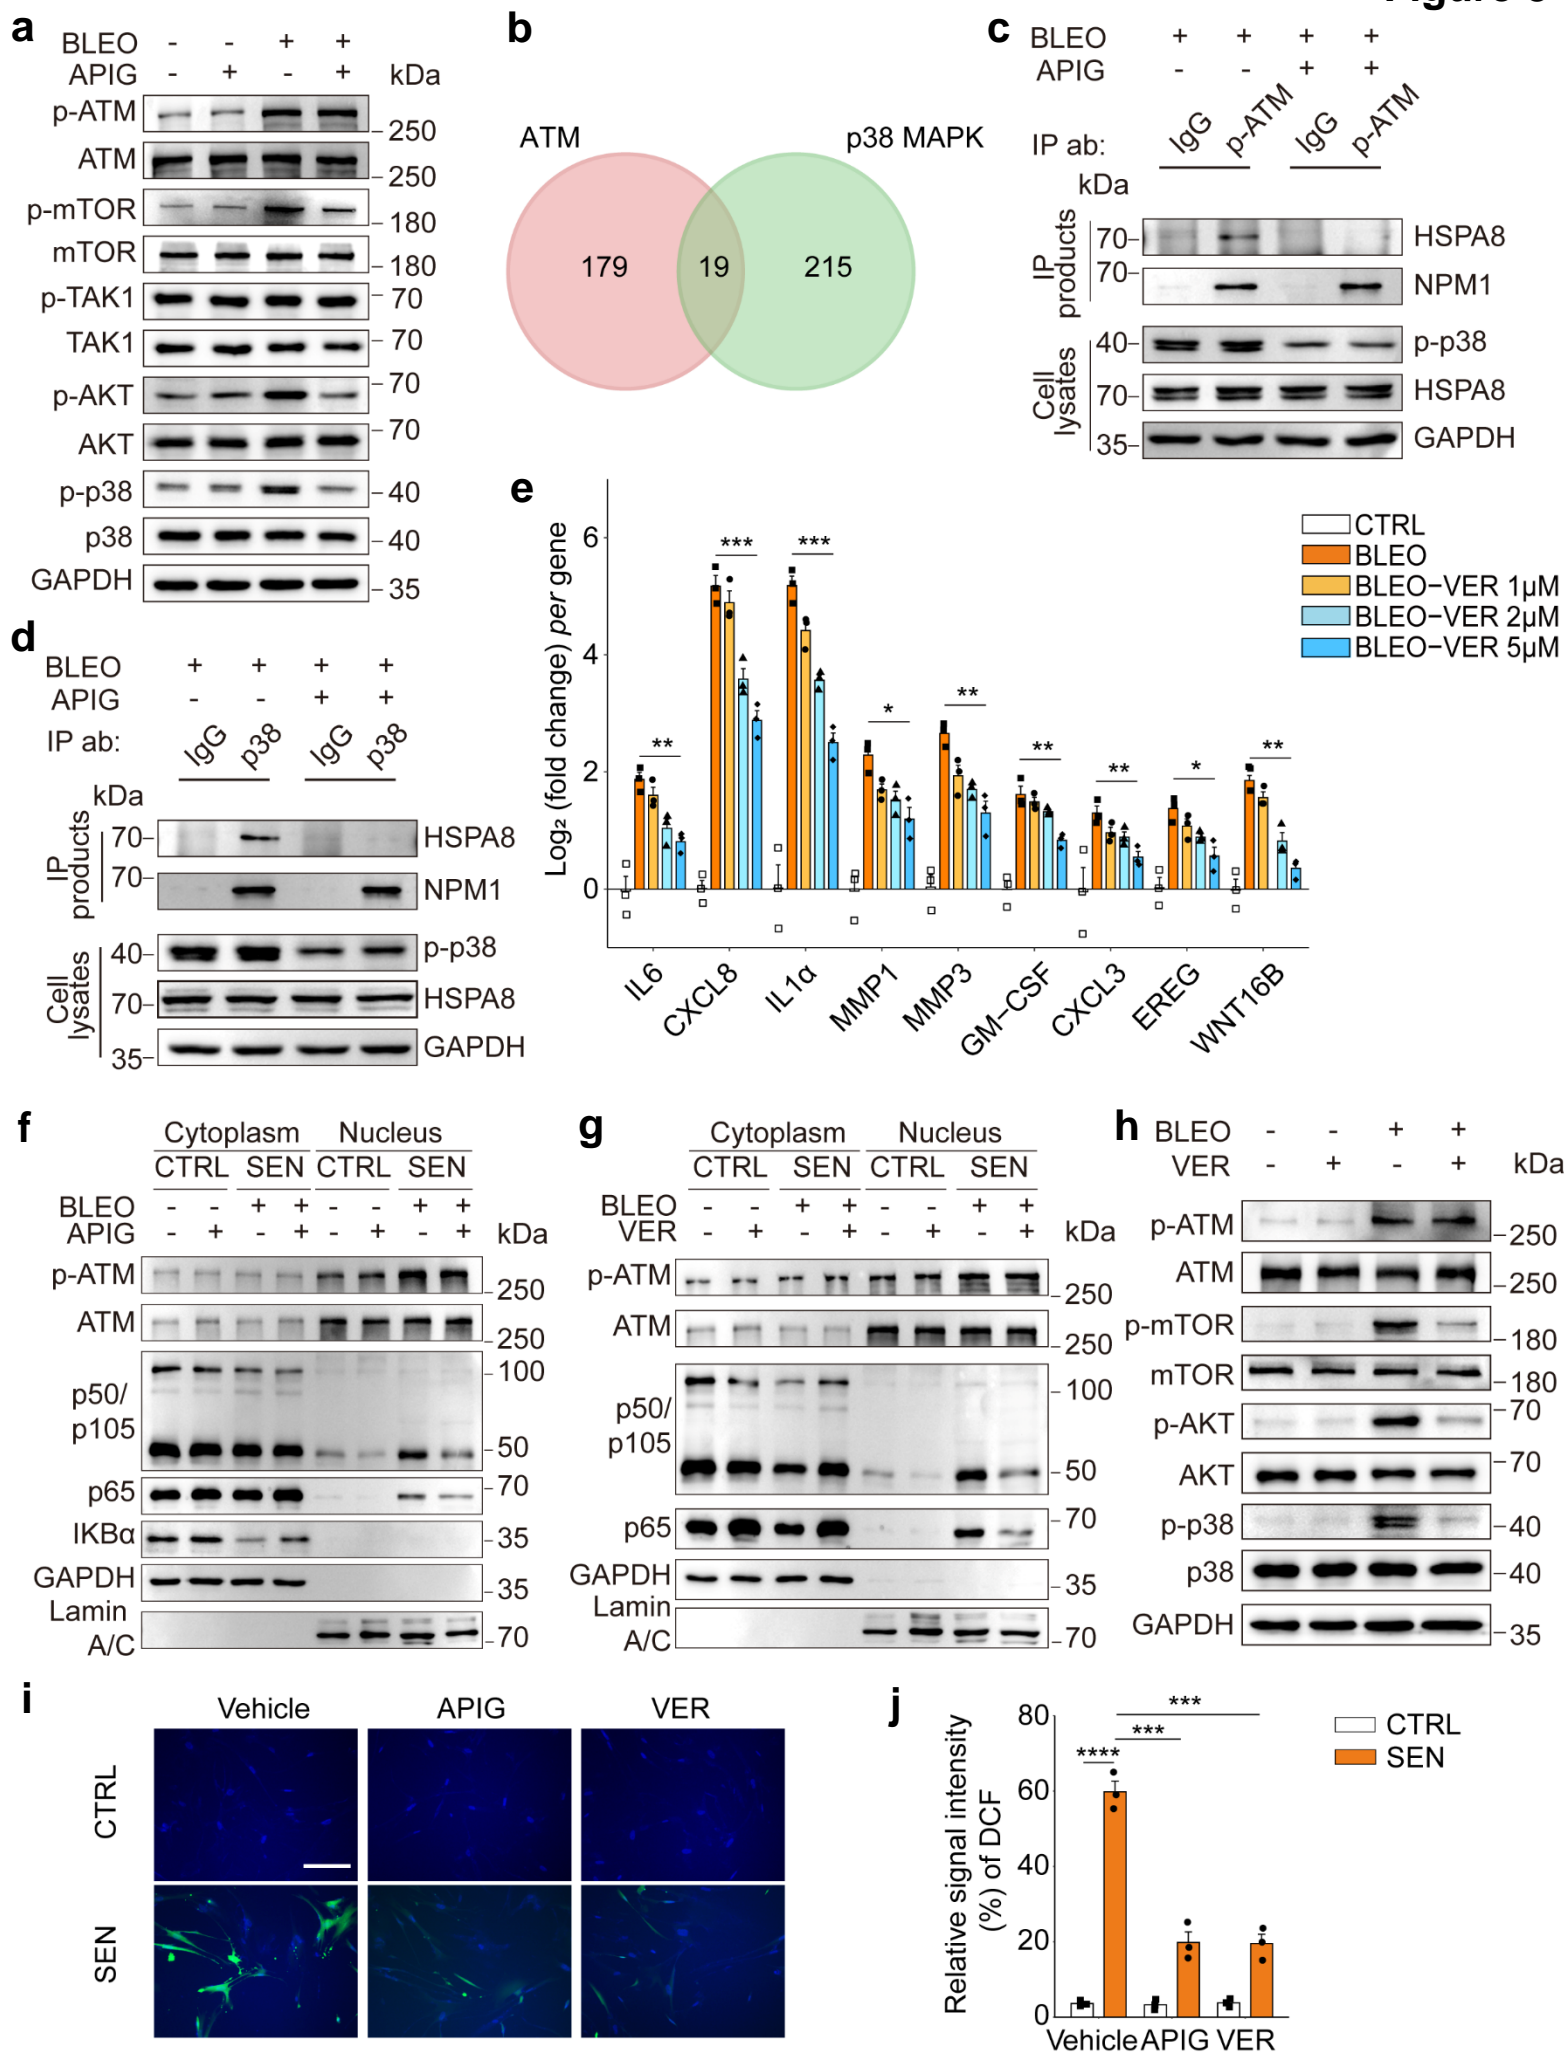 a
BLEO - - + +
APIG - + - + kDa
p-ATM 250
ATM 250
p-mTOR 180
mTOR 180
p-TAK1 70
TAK1 70
p-AKT 70
AKT 70
p-p38 40
p38 40
GAPDH 35
b
ATM p38 MAPK
179 19 215
c
BLEO + + + +
APIG - - + +
IP ab: IgG p-ATM IgG p-ATM
kDa
IP products
70 HSPA8
70 NPM1
Cell lysates
40 p-p38
70 HSPA8
35 GAPDH
d
BLEO + + + +
APIG - - + +
IP ab: IgG p38 IgG p38
kDa
IP products
70 HSPA8
70 NPM1
Cell lysates
40 p-p38
70 HSPA8
35 GAPDH
e
Log₂ (fold change) per gene
6
4
2
0
** *** *** * ** ** ** * **
IL6 CXCL8 IL1α MMP1 MMP3 GM−CSF CXCL3 EREG WNT16B
CTRL
BLEO
BLEO−VER 1μM
BLEO−VER 2μM
BLEO−VER 5μM
f
Cytoplasm Nucleus
CTRL SEN CTRL SEN
BLEO - - + + - - + +
APIG - + - + - + - + kDa
p-ATM 250
ATM 250
100
p50/
p105
50
p65 70
IKBα 35
GAPDH 35
Lamin
A/C 70
g
Cytoplasm Nucleus
CTRL SEN CTRL SEN
BLEO - - + + - - + +
VER - + - + - + - + kDa
p-ATM 250
ATM 250
100
p50/
p105
50
p65 70
GAPDH 35
Lamin
A/C 70
h
BLEO - - + +
VER - + - + kDa
p-ATM 250
ATM 250
p-mTOR 180
mTOR 180
p-AKT 70
AKT 70
p-p38 40
p38 40
GAPDH 35
i
Vehicle APIG VER
CTRL
SEN
j
Relative signal intensity
(%) of DCF
80
60
40
20
0
**** *** ***
Vehicle APIG VER
CTRL
SEN